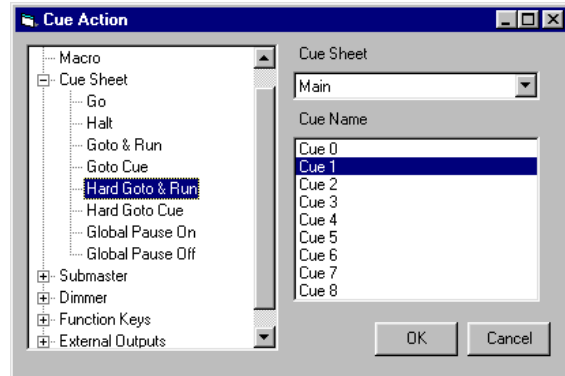 Cue Action
Macro
Cue Sheet
Go
Halt
Goto & Run
Goto Cue
Hard Goto & Run
Hard Goto Cue
Global Pause On
Global Pause Off
Submaster
Dimmer
Function Keys
External Outputs
Cue Sheet
Main
Cue Name
Cue 0
Cue 1
Cue 2
Cue 3
Cue 4
Cue 5
Cue 6
Cue 7
Cue 8
OK
Cancel